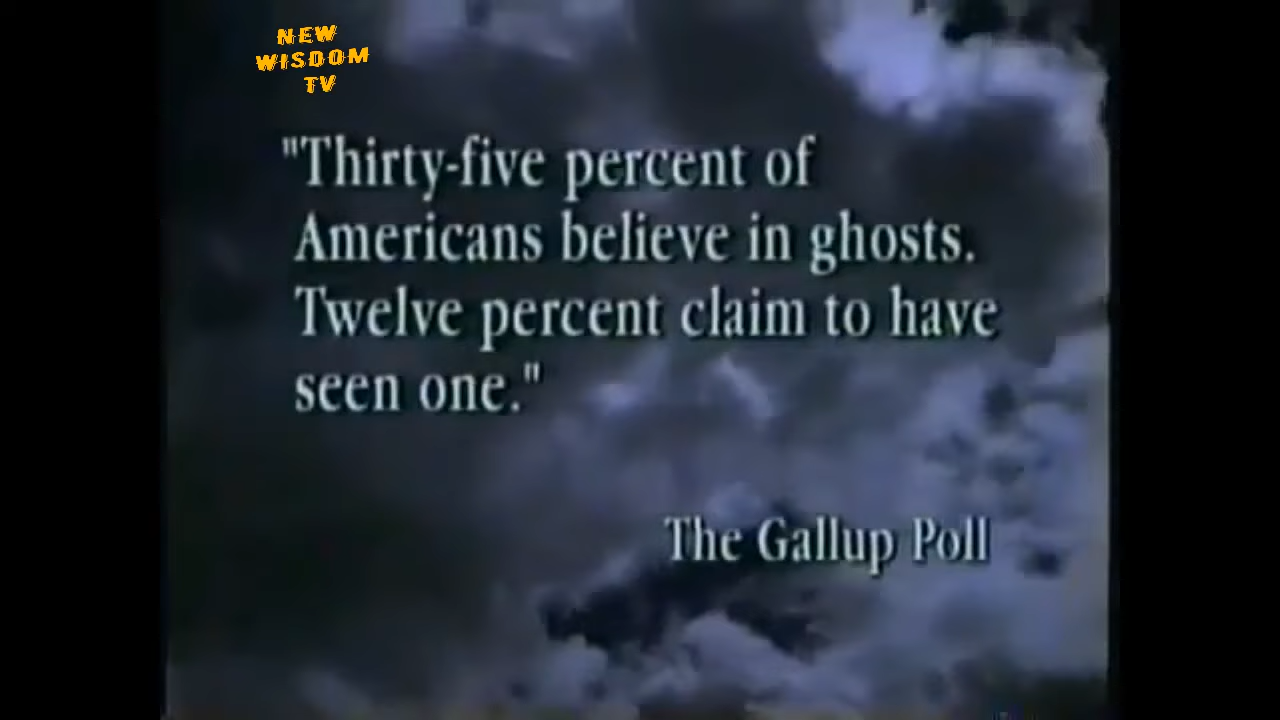 NEW
WISDOM
TV
"Thirty-five percent of
Americans believe in ghosts.
Twelve percent claim to have
seen one."
The Gallup Poll